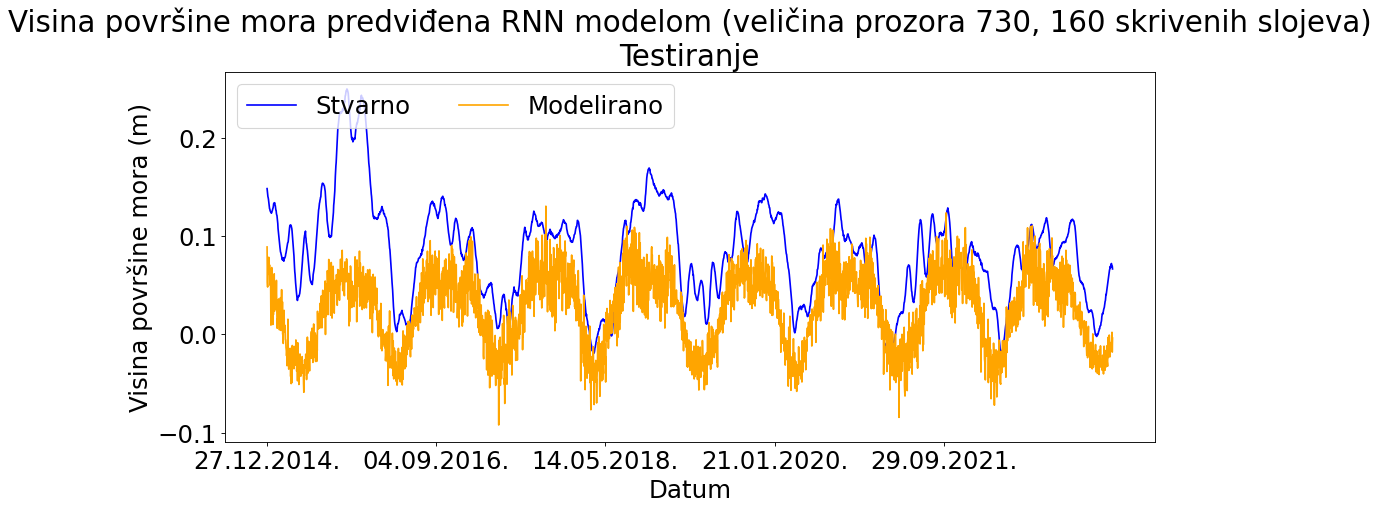 Visina površine mora predviđena RNN modelom (veličina prozora 730, 160 skrivenih slojeva)
Testiranje
Stvarno
Modelirano
Visina površine mora (m)
0.2
0.1
0.0
−0.1
27.12.2014.
04.09.2016.
14.05.2018.
21.01.2020.
29.09.2021.
Datum